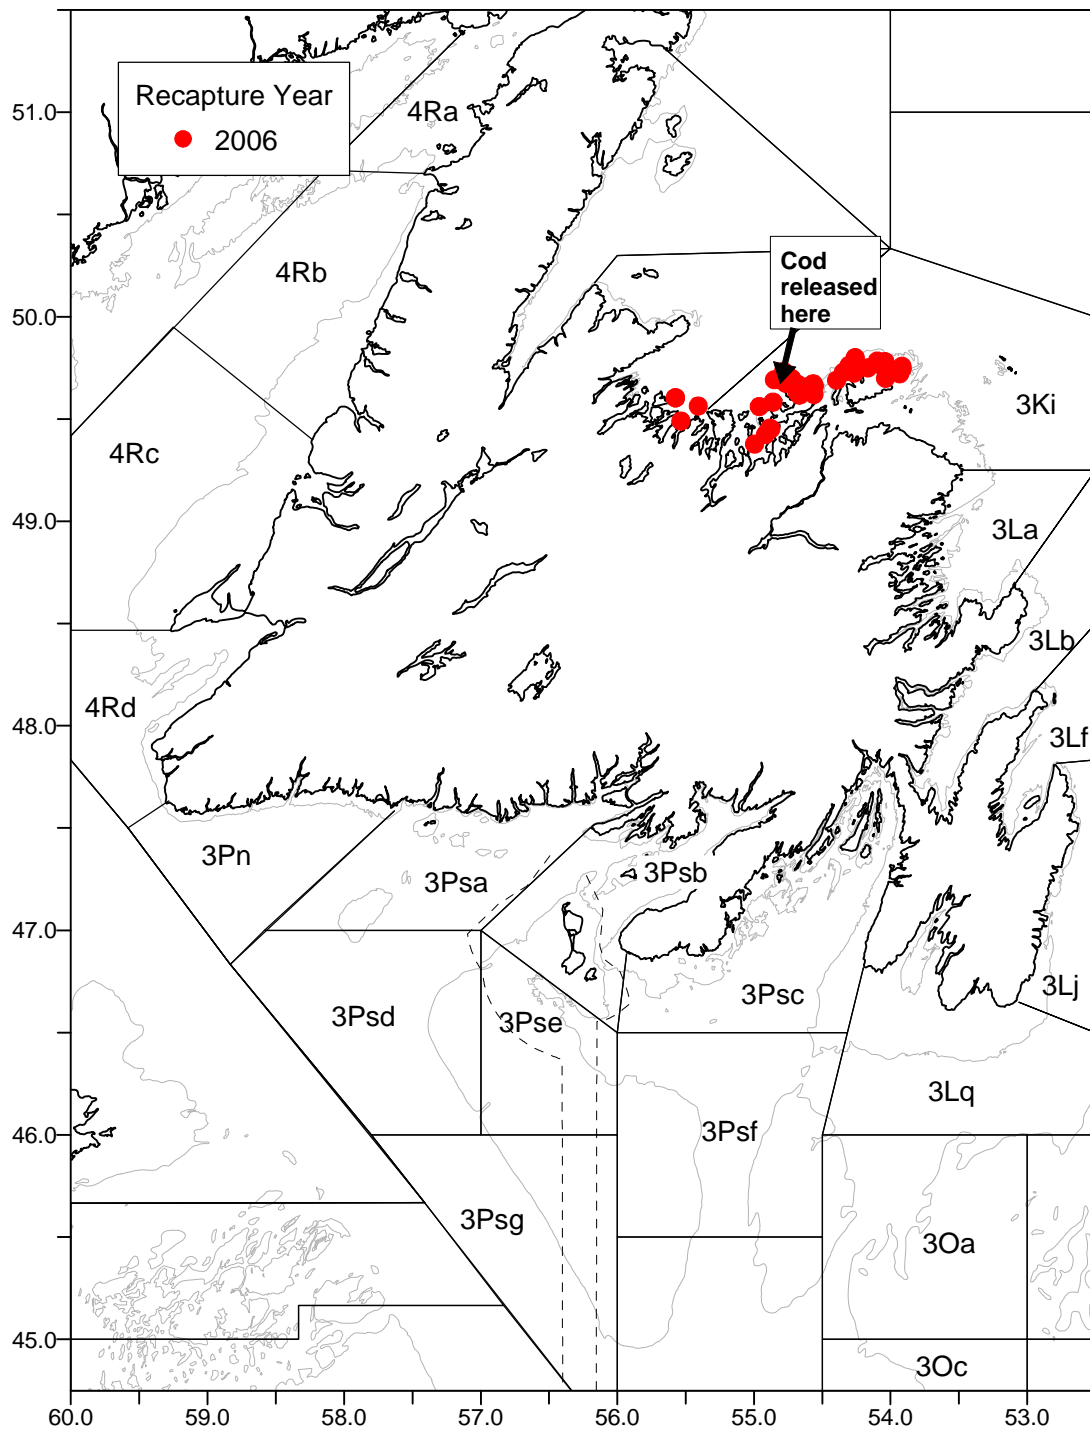 51.0
50.0
49.0
48.0
47.0
46.0
45.0
Recapture Year
2006
4Ra
4Rb
Cod
released
here
3Ki
4Rc
3La
3Lb
4Rd
3Lf
3Pn
3Psa
3Psb
3Psc
3Lj
3Psd
3Pse
3Lq
3Psf
3Psg
3Oa
3Oc
60.0 59.0 58.0 57.0 56.0 55.0 54.0 53.0